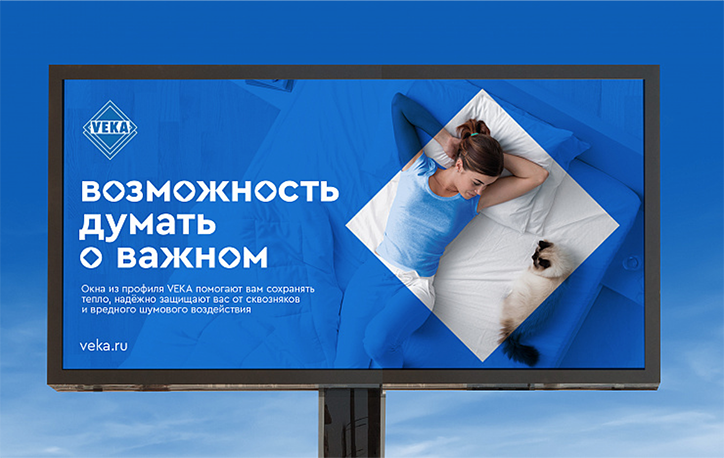 VEKA
возможность
думать
о важном
Окна из профиля VEKA помогают вам сохранять
тепло, надёжно защищают вас от сквозняков
и вредного шумового воздействия
veka.ru